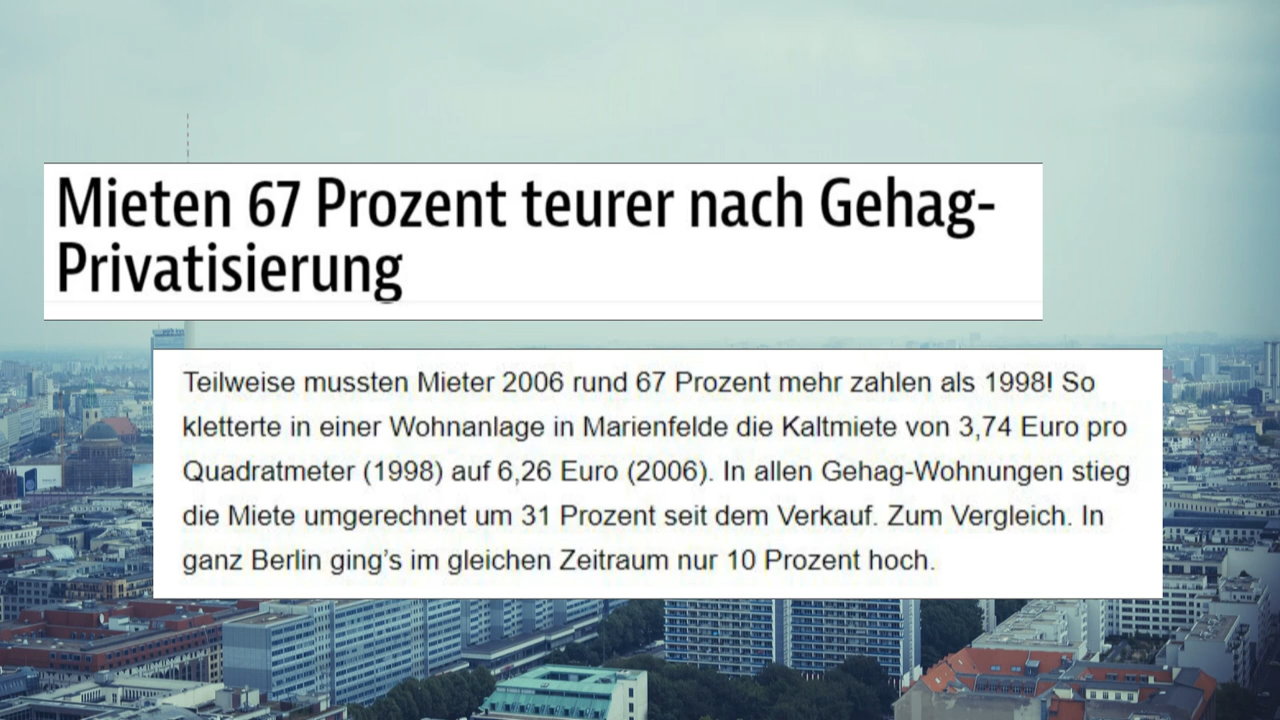 Mieten 67 Prozent teurer nach Gehag-
Privatisierung
Teilweise mussten Mieter 2006 rund 67 Prozent mehr zahlen als 1998! So
kletterte in einer Wohnanlage in Marienfelde die Kaltmiete von 3,74 Euro pro
Quadratmeter (1998) auf 6,26 Euro (2006). In allen Gehag-Wohnungen stieg
die Miete umgerechnet um 31 Prozent seit dem Verkauf. Zum Vergleich. In
ganz Berlin ging’s im gleichen Zeitraum nur 10 Prozent hoch.